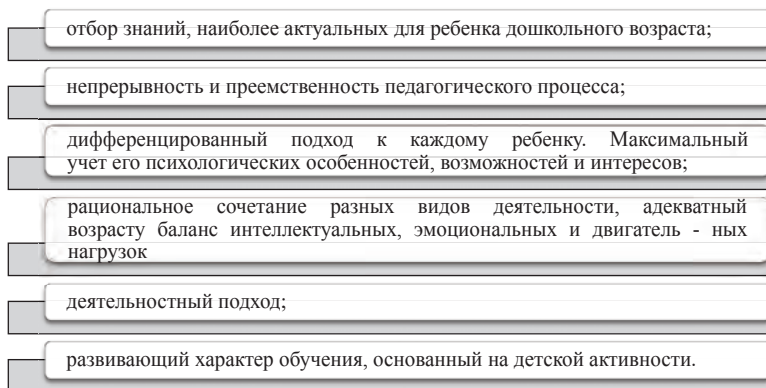 отбор знаний, наиболее актуальных для ребенка дошкольного возраста;
непрерывность и преемственность педагогического процесса;
дифференцированный подход к каждому ребенку. Максимальный
учет его психологических особенностей, возможностей и интересов;
рациональное сочетание разных видов деятельности, адекватный
возрасту баланс интеллектуальных, эмоциональных и двигатель - ных
нагрузок
деятельностный подход;
развивающий характер обучения, основанный на детской активности.